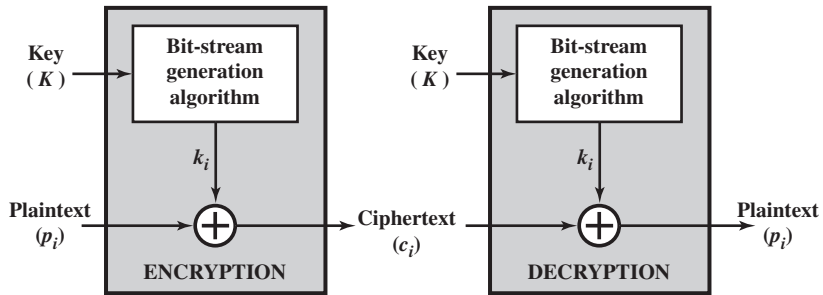 Key
( K )
Bit-stream
generation
algorithm
k_i
Plaintext
(p_i)
ENCRYPTION
Ciphertext
(c_i)
Key
( K )
Bit-stream
generation
algorithm
k_i
Plaintext
(p_i)
DECRYPTION